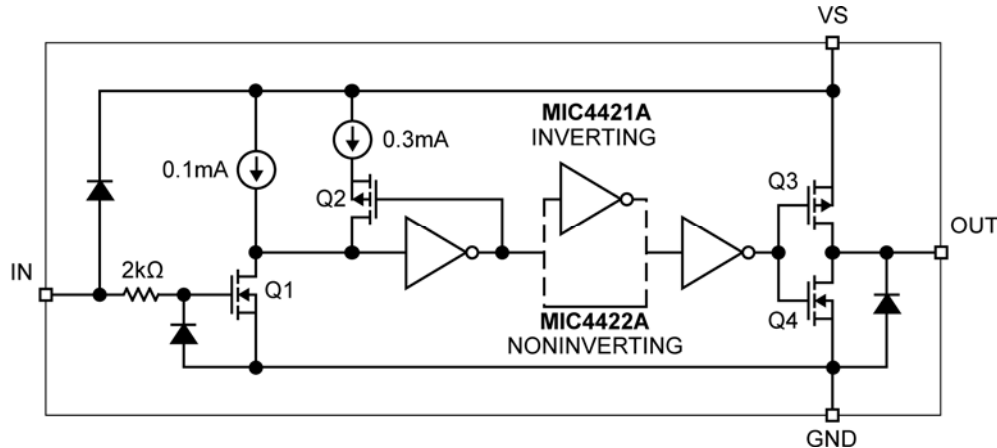 VS
MIC4421A
INVERTING
0.3mA
0.1mA
Q2
Q3
OUT
IN
2kΩ
Q1
Q4
MIC4422A
NONINVERTING
GND